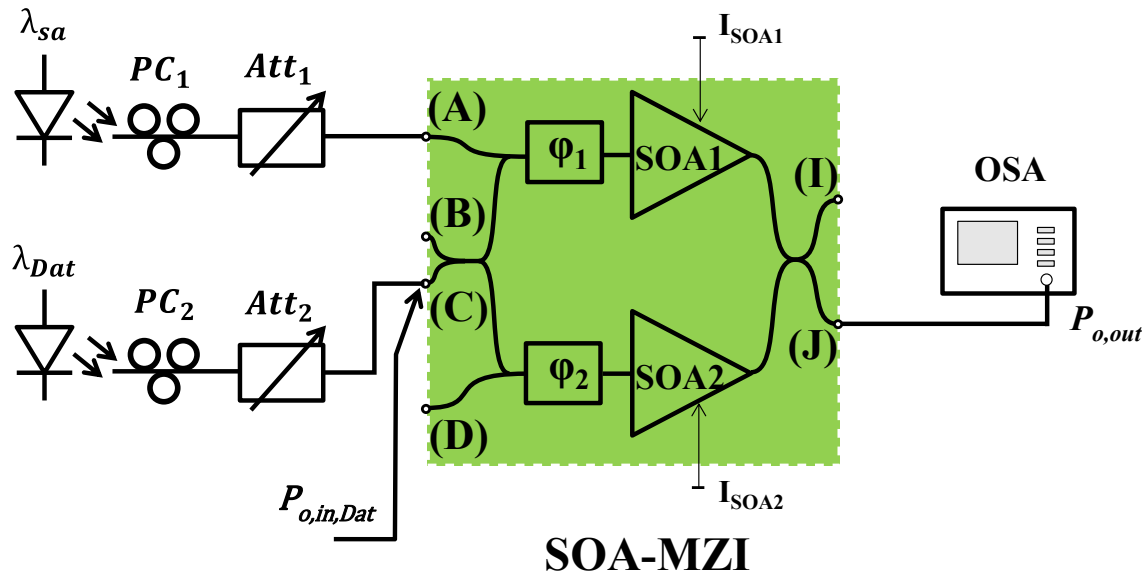 λsa
PC1
Att1
ISOA1
(A)
φ1
SOA1
(I)
OSA
(B)
λDat
PC2
Att2
(C)
φ2
SOA2
(J)
Po,out
(D)
Po,in,Dat
ISOA2
SOA-MZI